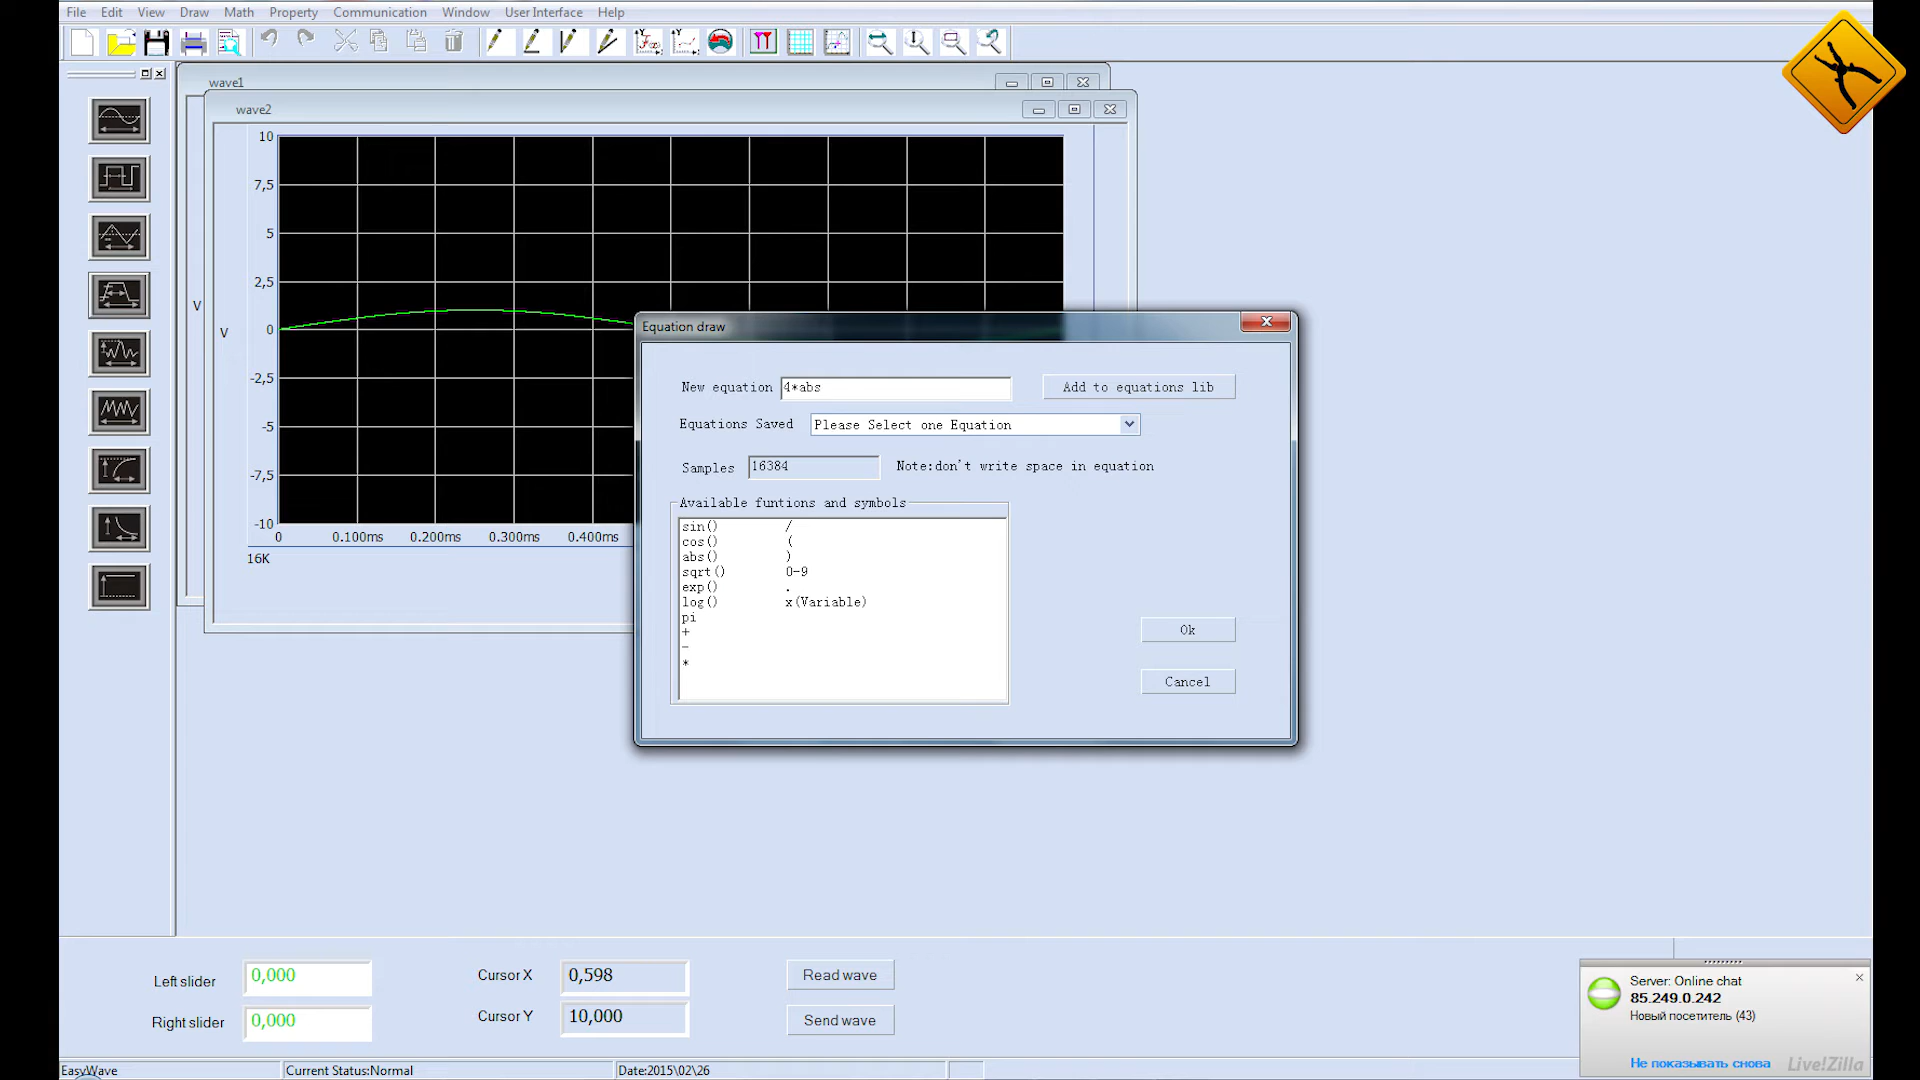 File Edit View Draw Math Property Communication Window User Interface Help
wave1
wave2
V
V
10
7,5
5
2,5
0
-2,5
-5
-7,5
-10
0 0.100ms 0.200ms 0.300ms 0.400ms
16K
Equation draw
New equation 4*abs Add to equations lib
Equations Saved Please Select one Equation
Samples 16384 Note:don't write space in equation
Available funtions and symbols
sin() /
cos() (
abs() )
sqrt() 0-9
exp() .
log() x(Variable)
pi
+
-
*
Ok
Cancel
Left slider 0,000 Cursor X 0,598 Read wave
Right slider 0,000 Cursor Y 10,000 Send wave
Server: Online chat
85.249.0.242
Новый посетитель (43)
Не показывать снова Live!Zilla
EasyWave Current Status:Normal Date:2015\02\26